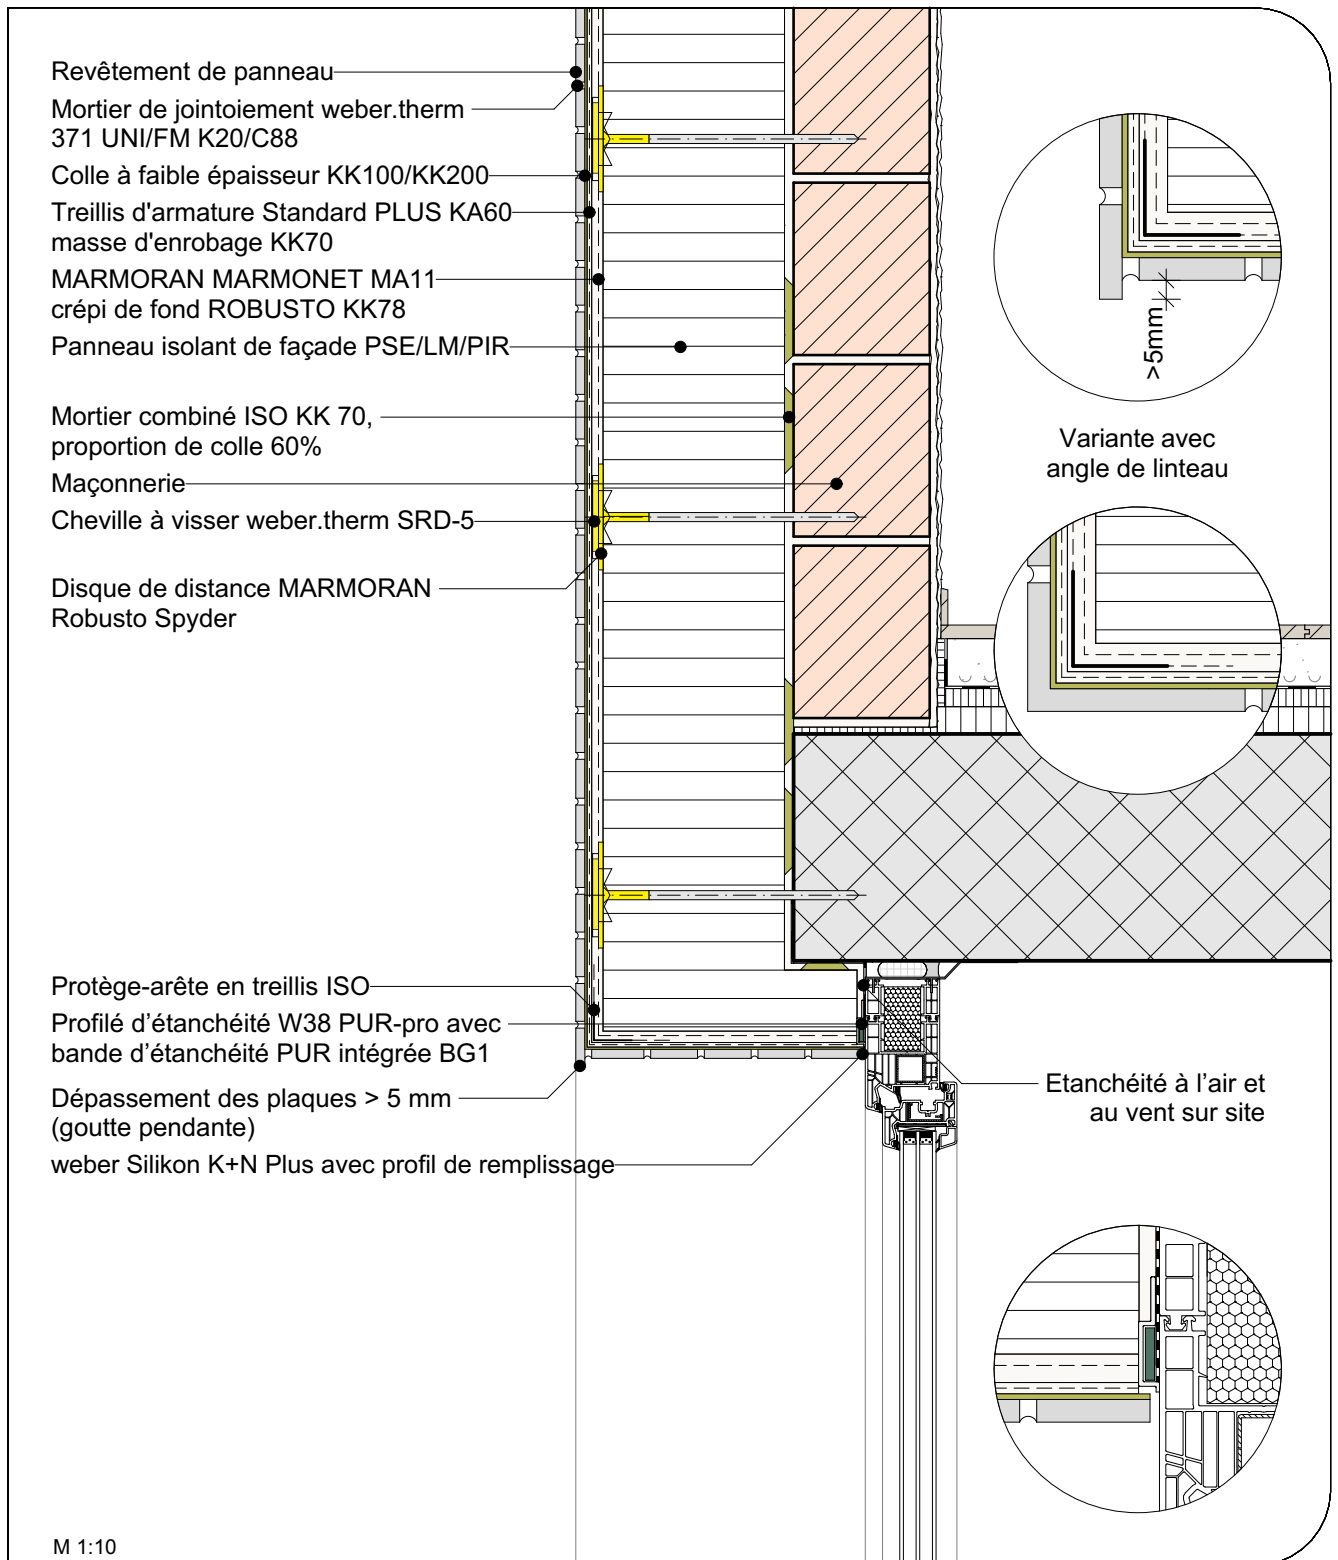 Revêtement de panneau
Mortier de jointoiement weber.therm
371 UNI/FM K20/C88
Colle à faible épaisseur KK100/KK200
Treillis d'armature Standard PLUS KA60
masse d'enrobage KK70
MARMORAN MARMONET MA11
crépi de fond ROBUSTO KK78
Panneau isolant de façade PSE/LM/PIR
Mortier combiné ISO KK 70,
proportion de colle 60%
Maçonnerie
Cheville à visser weber.therm SRD-5
Disque de distance MARMORAN
Robusto Spyder
Protège-arête en treillis ISO
Profilé d’étanchéité W38 PUR-pro avec
bande d’étanchéité PUR intégrée BG1
Dépassement des plaques > 5 mm
(goutte pendante)
weber Silikon K+N Plus avec profil de remplissage
>5mm
Variante avec
angle de linteau
Etanchéité à l’air et
au vent sur site
M 1:10